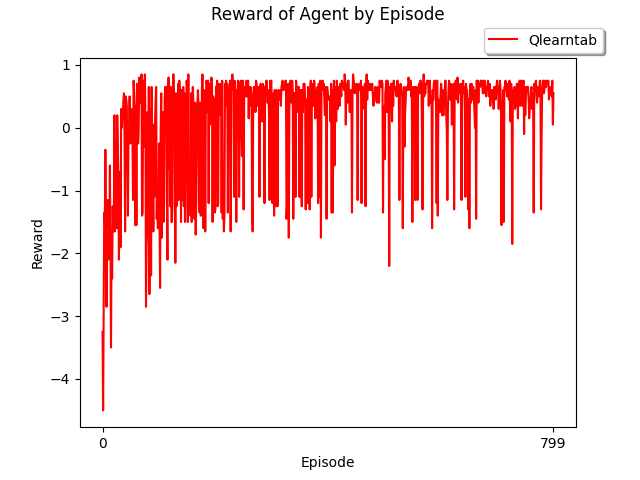 Reward of Agent by Episode
Qlearntab
1
0
−1
−2
−3
−4
Reward
0
799
Episode